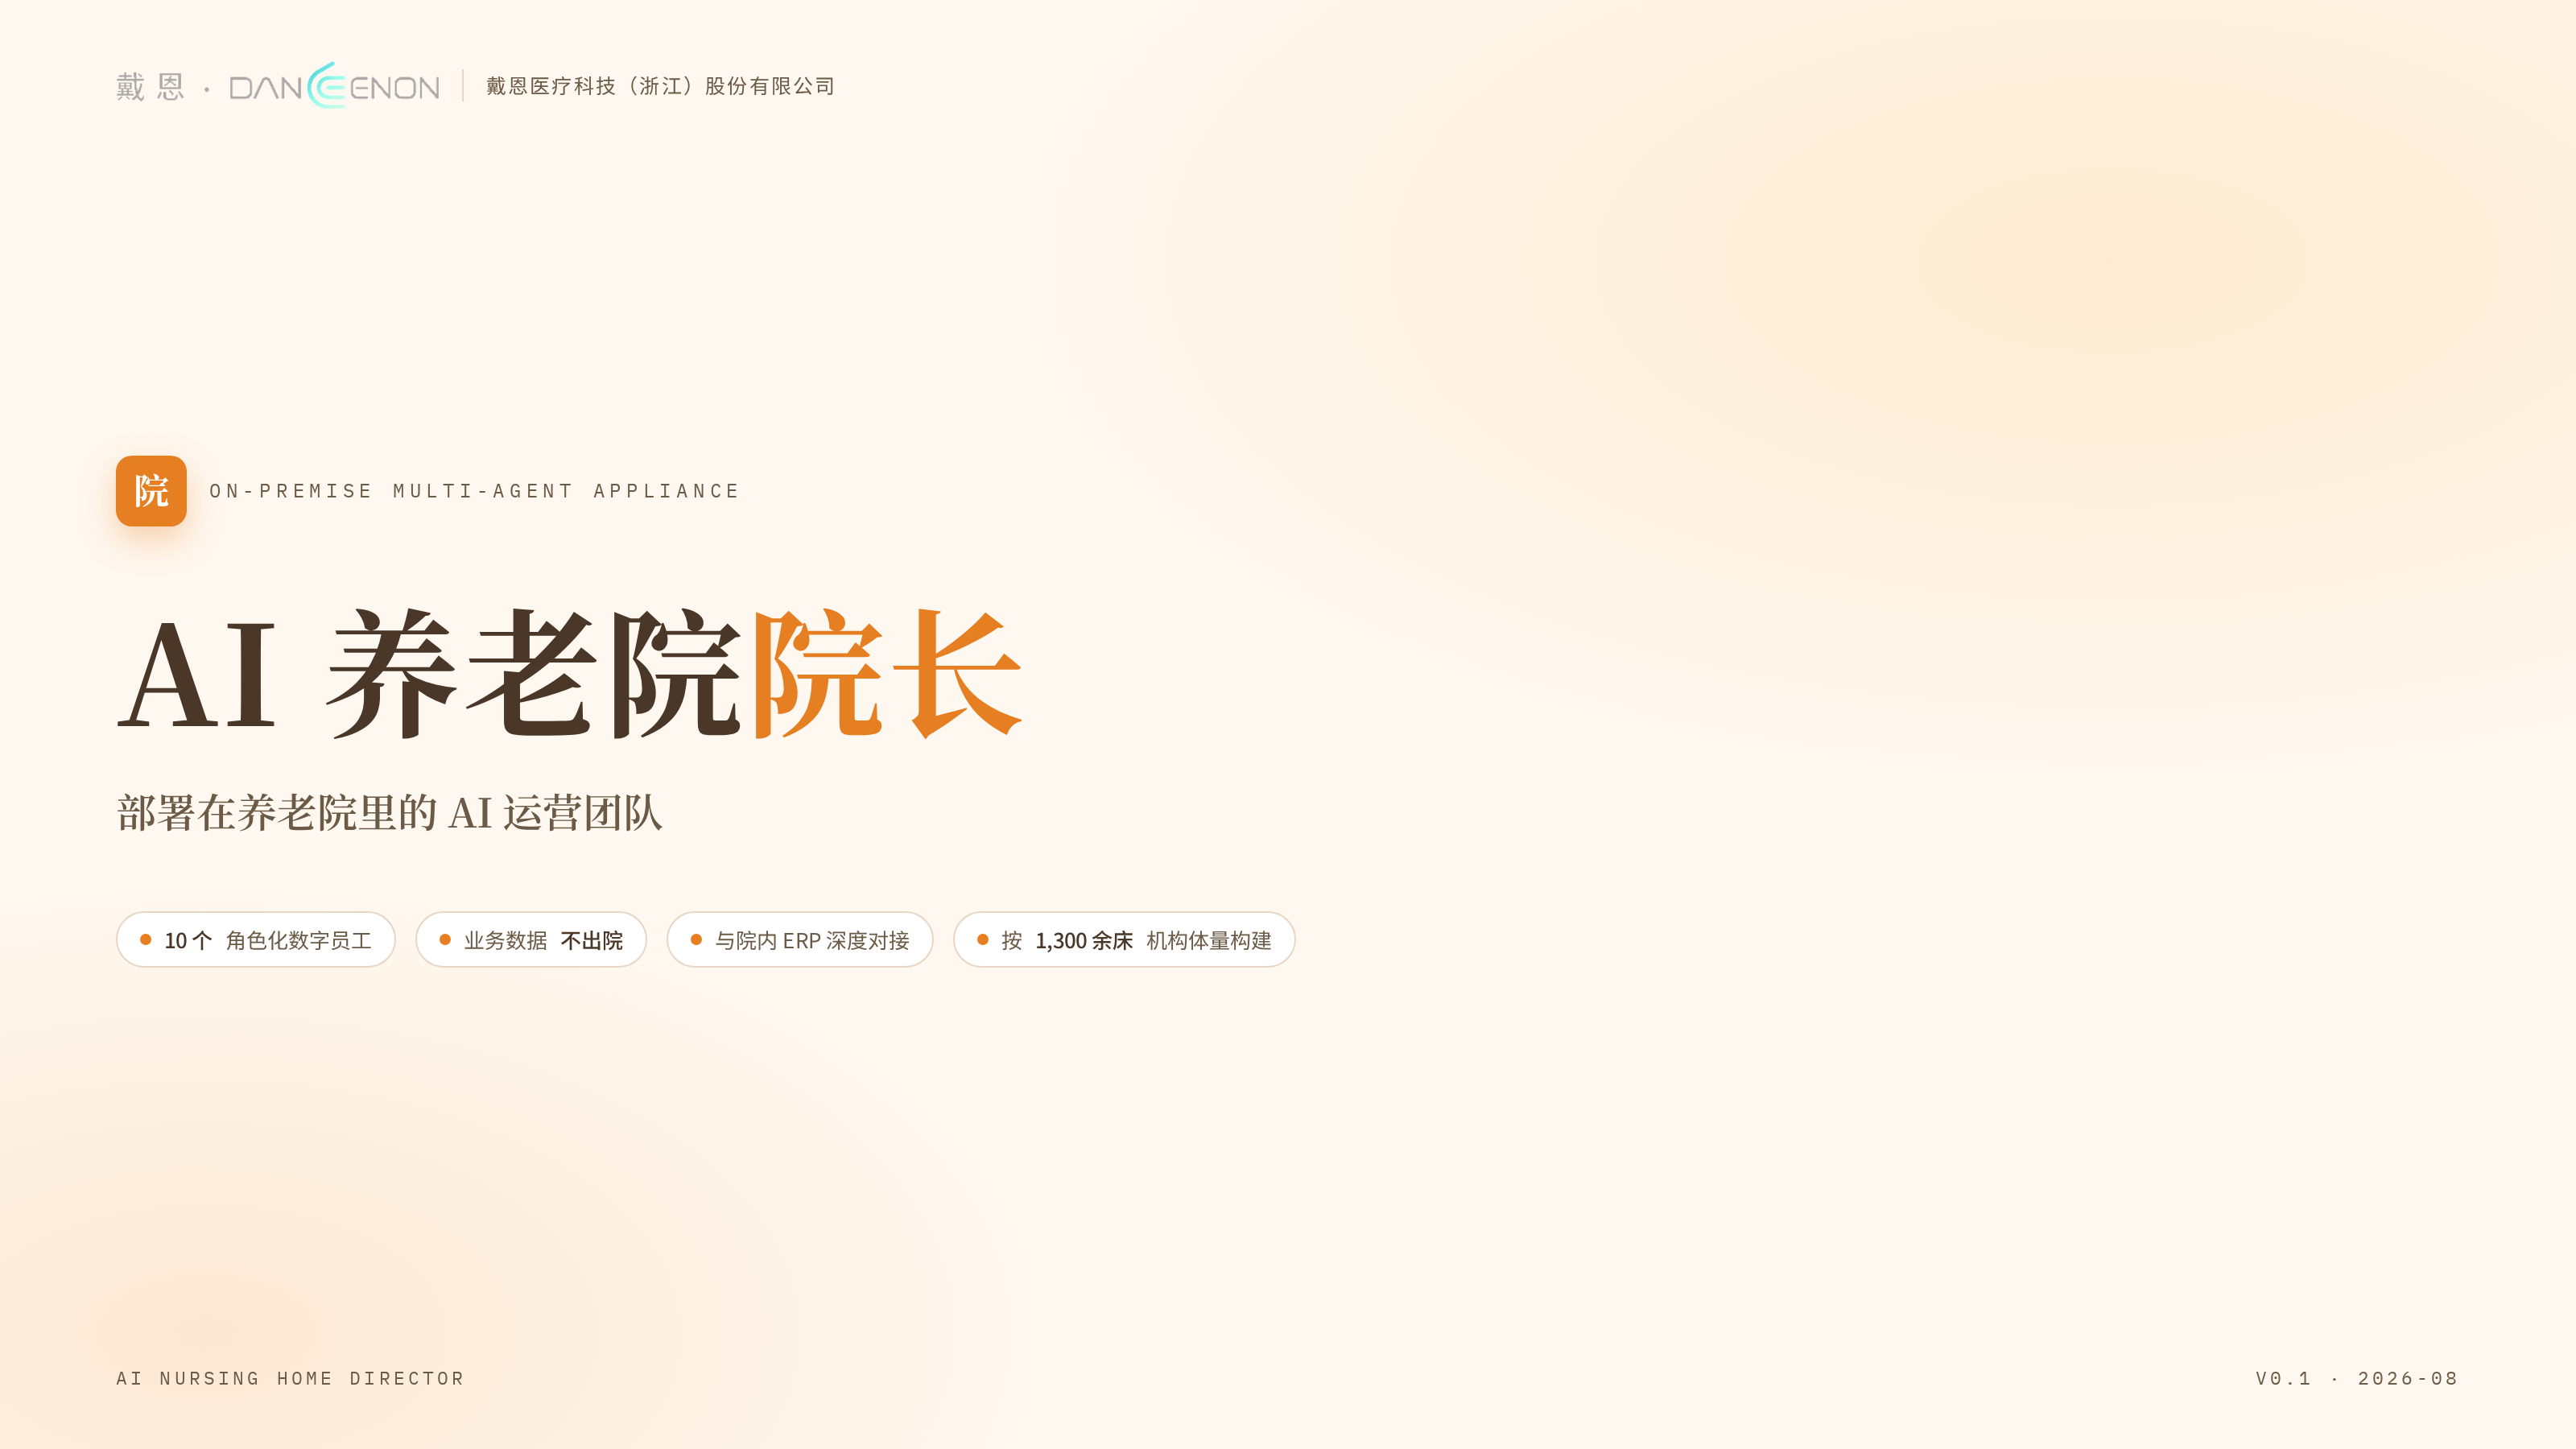 戴恩 · DANCEENON 戴恩医疗科技（浙江）股份有限公司
院 ON-PREMISE MULTI-AGENT APPLIANCE
AI 养老院院长
部署在养老院里的 AI 运营团队
10 个 角色化数字员工 业务数据 不出院 与院内 ERP 深度对接 按 1,300 余床 机构体量构建
AI NURSING HOME DIRECTOR V0.1 · 2026-08